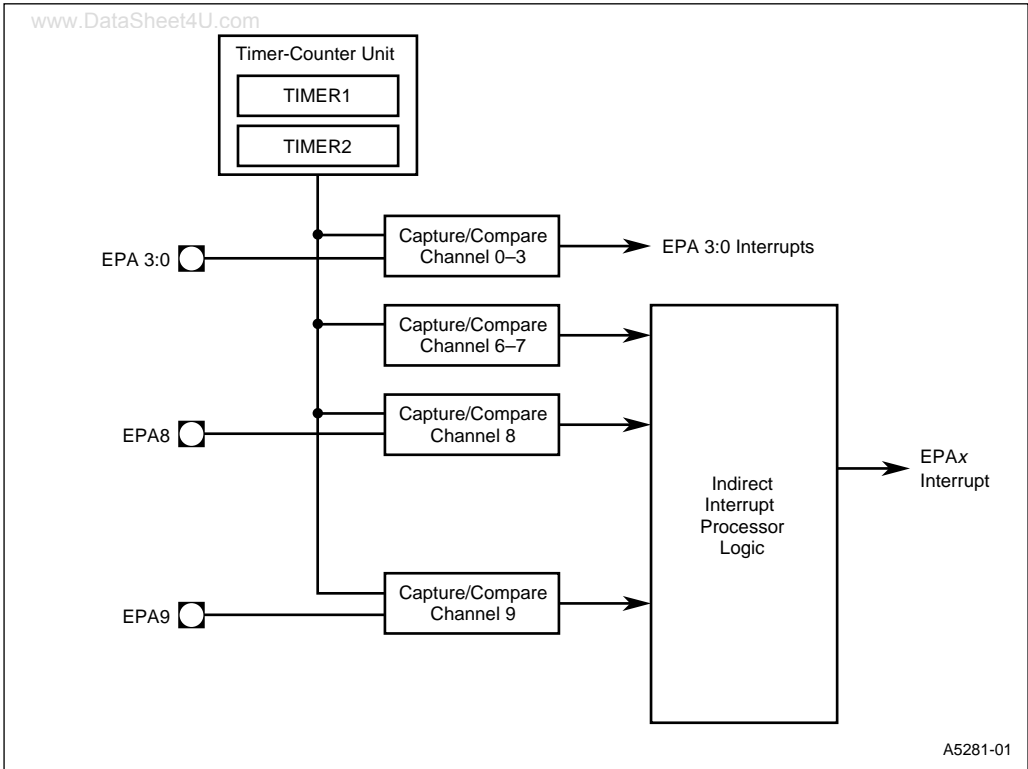 www.DataSheet4U.com
Timer-Counter Unit
TIMER1
TIMER2
EPA 3:0
Capture/Compare
Channel 0–3
EPA 3:0 Interrupts
Capture/Compare
Channel 6–7
EPA8
Capture/Compare
Channel 8
Indirect
Interrupt
Processor
Logic
EPAx
Interrupt
EPA9
Capture/Compare
Channel 9
A5281-01